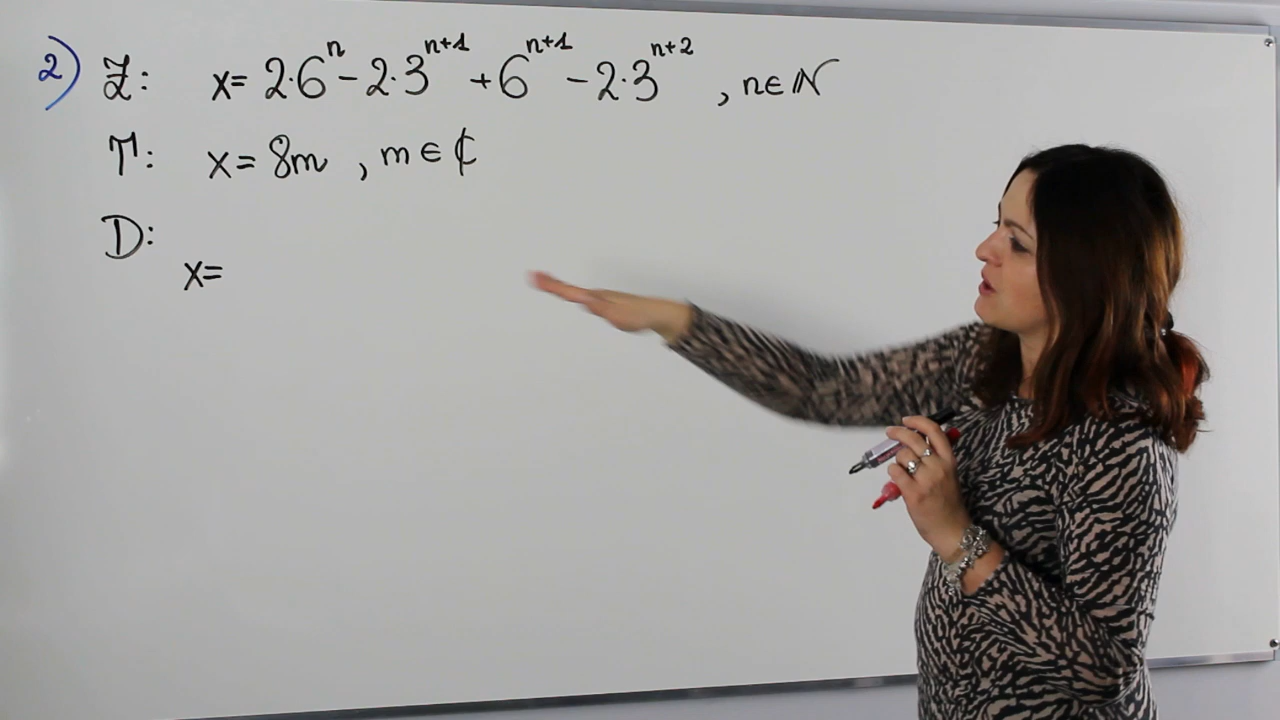 2) Z: x= 2·6^n - 2·3^{n+1} + 6^{n+1} - 2·3^{n+2} , n∈ℕ
T: x= 8m , m∈ℂ
D:
x=